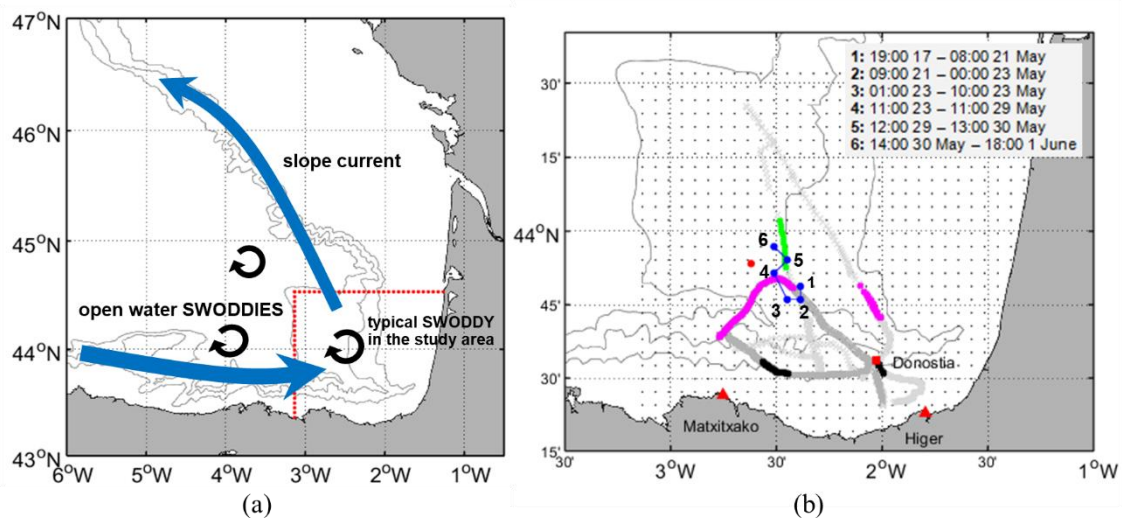 47°N
46°N
45°N
44°N
43°N
6°W
5°W
4°W
3°W
2°W
1°W
slope current
open water SWODDIES
typical SWODDY
in the study area
(a)
1: 19:00 17 – 08:00 21 May
2: 09:00 21 – 00:00 23 May
3: 01:00 23 – 10:00 23 May
4: 11:00 23 – 11:00 29 May
5: 12:00 29 – 13:00 30 May
6: 14:00 30 May – 18:00 1 June
30'
15'
44°N
45'
30'
15'
30'
3°W
30'
2°W
30'
1°W
6
5
4
1
3
2
Donostia
Matxitxako
Higer
(b)